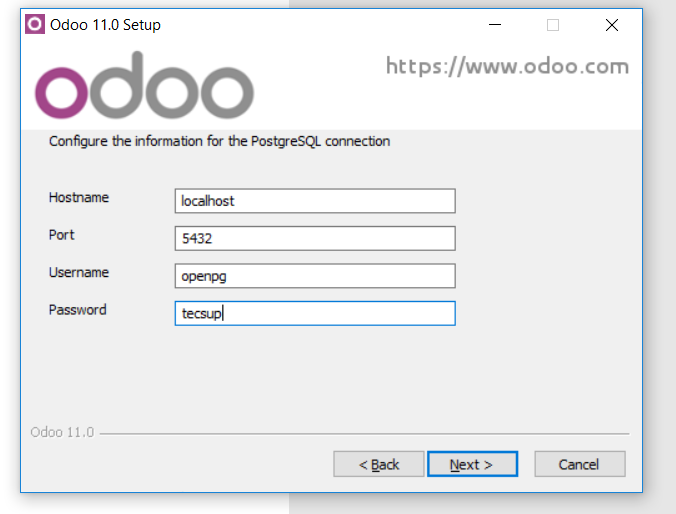 Odoo 11.0 Setup
odoo
https://www.odoo.com
Configure the information for the PostgreSQL connection
Hostname
localhost
Port
5432
Username
openpg
Password
tecsup
Odoo 11.0
< Back
Next >
Cancel